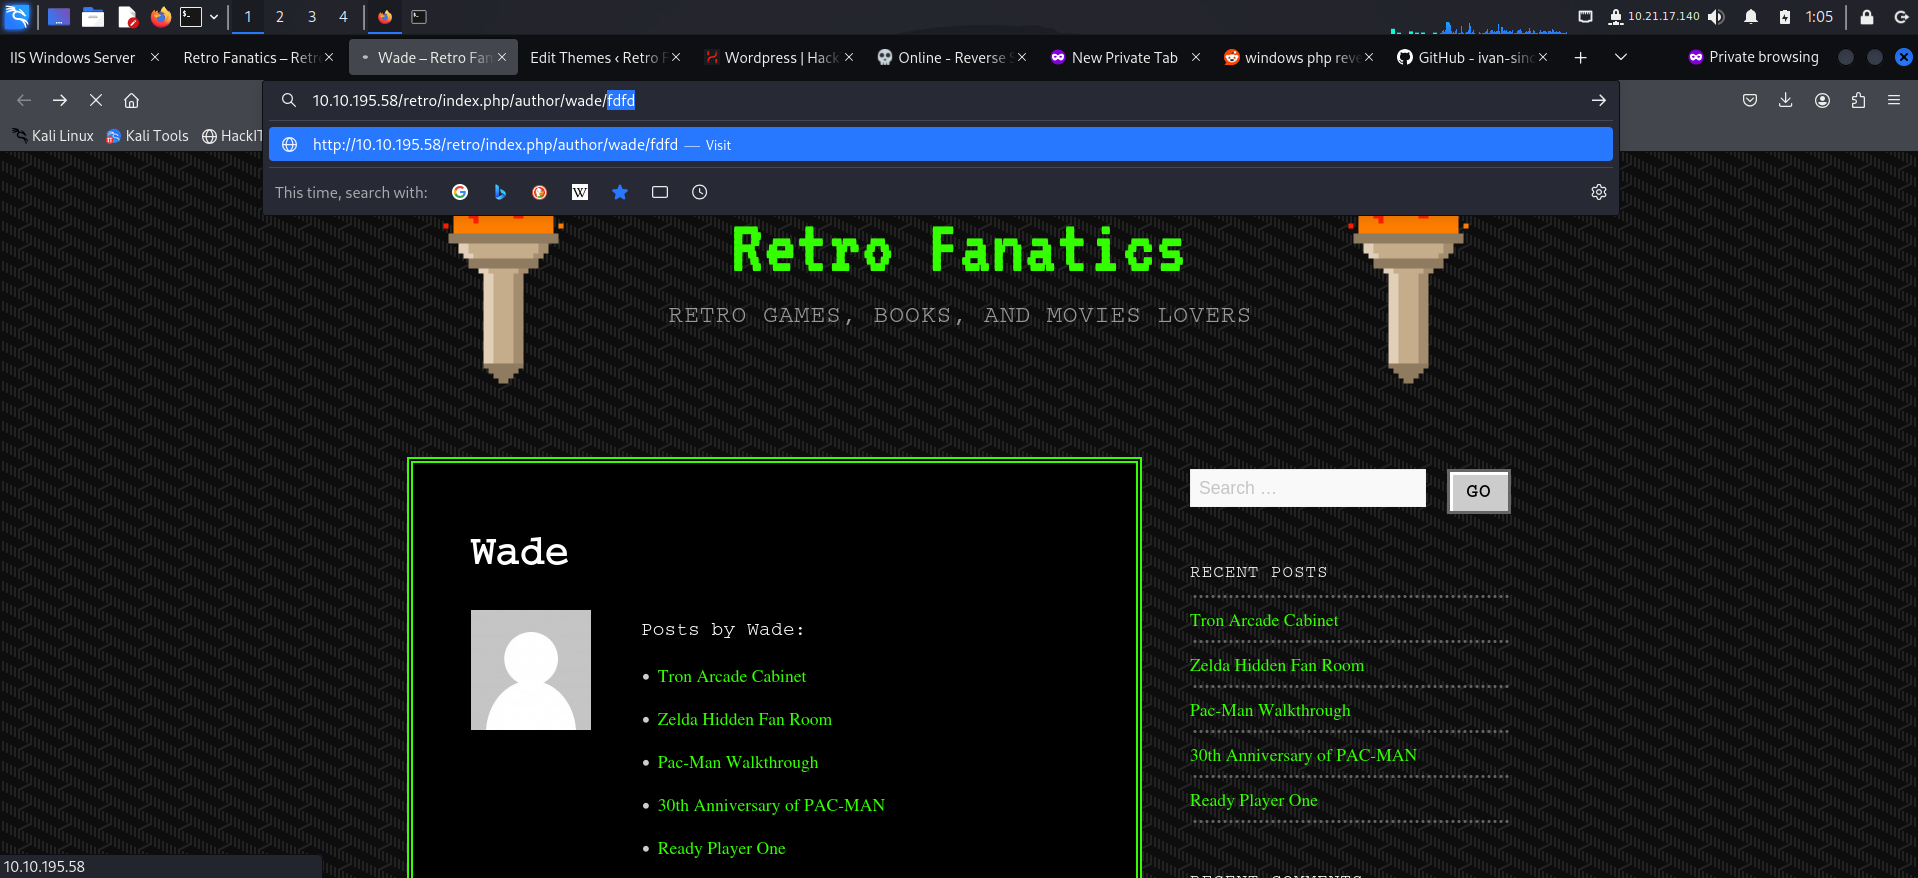 1 2 3 4 10.21.17.140 1:05
IIS Windows Server Retro Fanatics – Retro Wade – Retro Fan Edit Themes ‹ Retro F Wordpress | Hack Online - Reverse S New Private Tab windows php reve GitHub - ivan-sinc Private browsing
10.10.195.58/retro/index.php/author/wade/fdfd
Kali Linux Kali Tools HackIT
http://10.10.195.58/retro/index.php/author/wade/fdfd — Visit
This time, search with:
Retro Fanatics
RETRO GAMES, BOOKS, AND MOVIES LOVERS
Wade
Posts by Wade:
• Tron Arcade Cabinet
• Zelda Hidden Fan Room
• Pac-Man Walkthrough
• 30th Anniversary of PAC-MAN
• Ready Player One
Search …
GO
RECENT POSTS
Tron Arcade Cabinet
Zelda Hidden Fan Room
Pac-Man Walkthrough
30th Anniversary of PAC-MAN
Ready Player One
RECENT COMMENTS
10.10.195.58